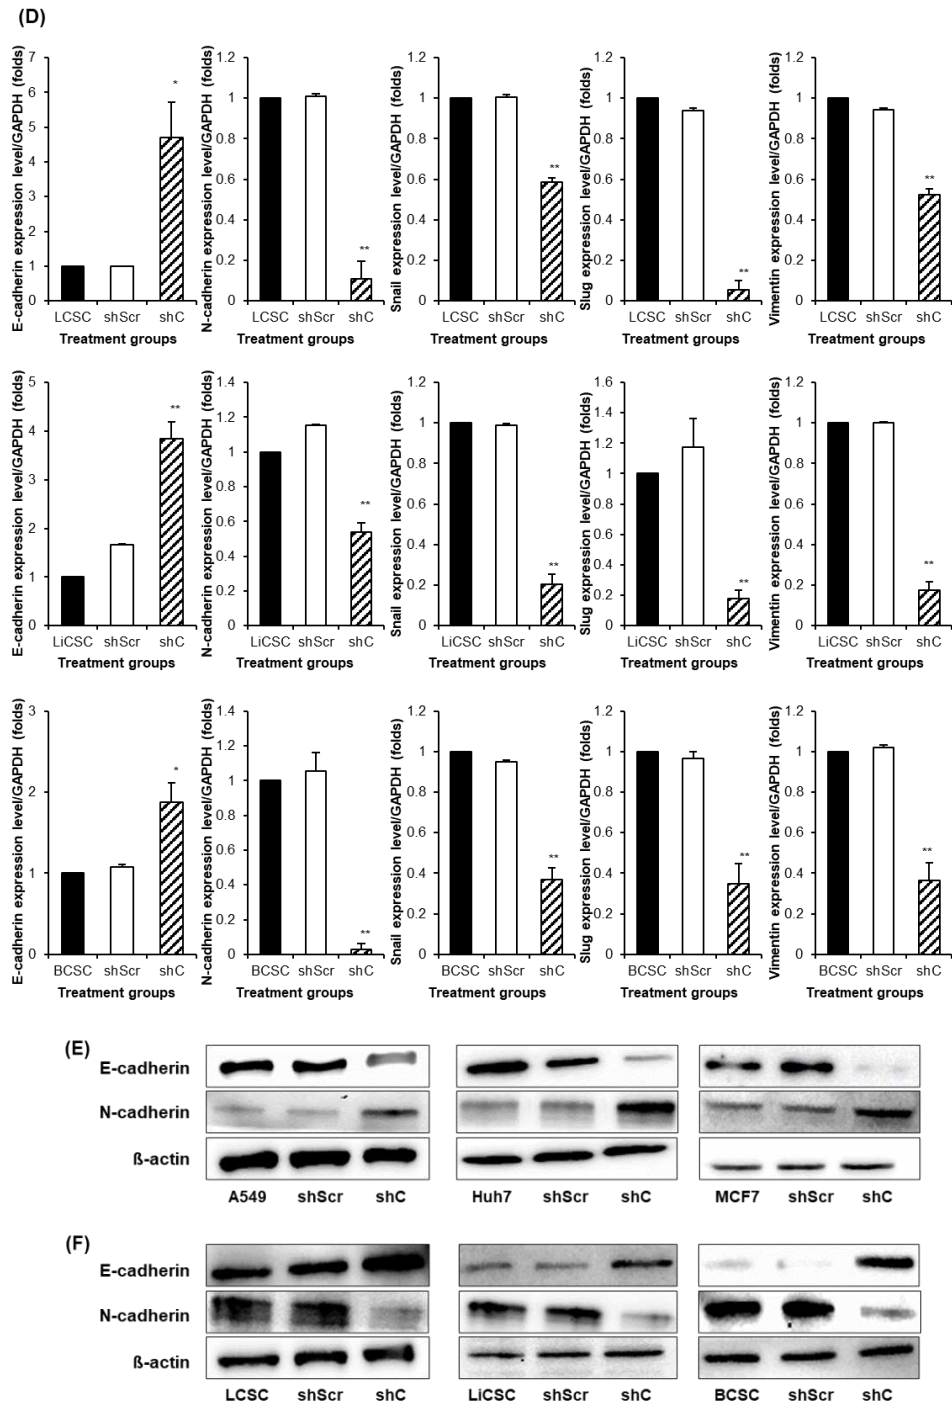 (D)
E-cadherin expression level/GAPDH (folds)
7
6
5
4
3
2
1
0
*
LCSC shScr shC
Treatment groups
N-cadherin expression level/GAPDH (folds)
1.2
1
0.8
0.6
0.4
0.2
0
**
LCSC shScr shC
Treatment groups
Snail expression level/GAPDH (folds)
1.2
1
0.8
0.6
0.4
0.2
0
**
LCSC shScr shC
Treatment groups
Slug expression level/GAPDH (folds)
1.2
1
0.8
0.6
0.4
0.2
0
**
LCSC shScr shC
Treatment groups
Vimentin expression level/GAPDH (folds)
1.2
1
0.8
0.6
0.4
0.2
0
**
LCSC shScr shC
Treatment groups
E-cadherin expression level/GAPDH (folds)
5
4
3
2
1
0
**
LiCSC shScr shC
Treatment groups
N-cadherin expression level/GAPDH (folds)
1.4
1.2
1
0.8
0.6
0.4
0.2
0
**
LiCSC shScr shC
Treatment groups
Snail expression level/GAPDH (folds)
1.2
1
0.8
0.6
0.4
0.2
0
**
LiCSC shScr shC
Treatment groups
Slug expression level/GAPDH (folds)
1.6
1.4
1.2
1
0.8
0.6
0.4
0.2
0
**
LiCSC shScr shC
Treatment groups
Vimentin expression level/GAPDH (folds)
1.2
1
0.8
0.6
0.4
0.2
0
**
LiCSC shScr shC
Treatment groups
E-cadherin expression level/GAPDH (folds)
3
2
1
0
*
BCSC shScr shC
Treatment groups
N-cadherin expression level/GAPDH (folds)
1.4
1.2
1
0.8
0.6
0.4
0.2
0
**
BCSC shScr shC
Treatment groups
Snail expression level/GAPDH (folds)
1.2
1
0.8
0.6
0.4
0.2
0
**
BCSC shScr shC
Treatment groups
Slug expression level/GAPDH (folds)
1.2
1
0.8
0.6
0.4
0.2
0
**
BCSC shScr shC
Treatment groups
Vimentin expression level/GAPDH (folds)
1.2
1
0.8
0.6
0.4
0.2
0
**
BCSC shScr shC
Treatment groups
(E)
E-cadherin
N-cadherin
ß-actin
A549 shScr shC
Huh7 shScr shC
MCF7 shScr shC
(F)
E-cadherin
N-cadherin
ß-actin
LCSC shScr shC
LiCSC shScr shC
BCSC shScr shC